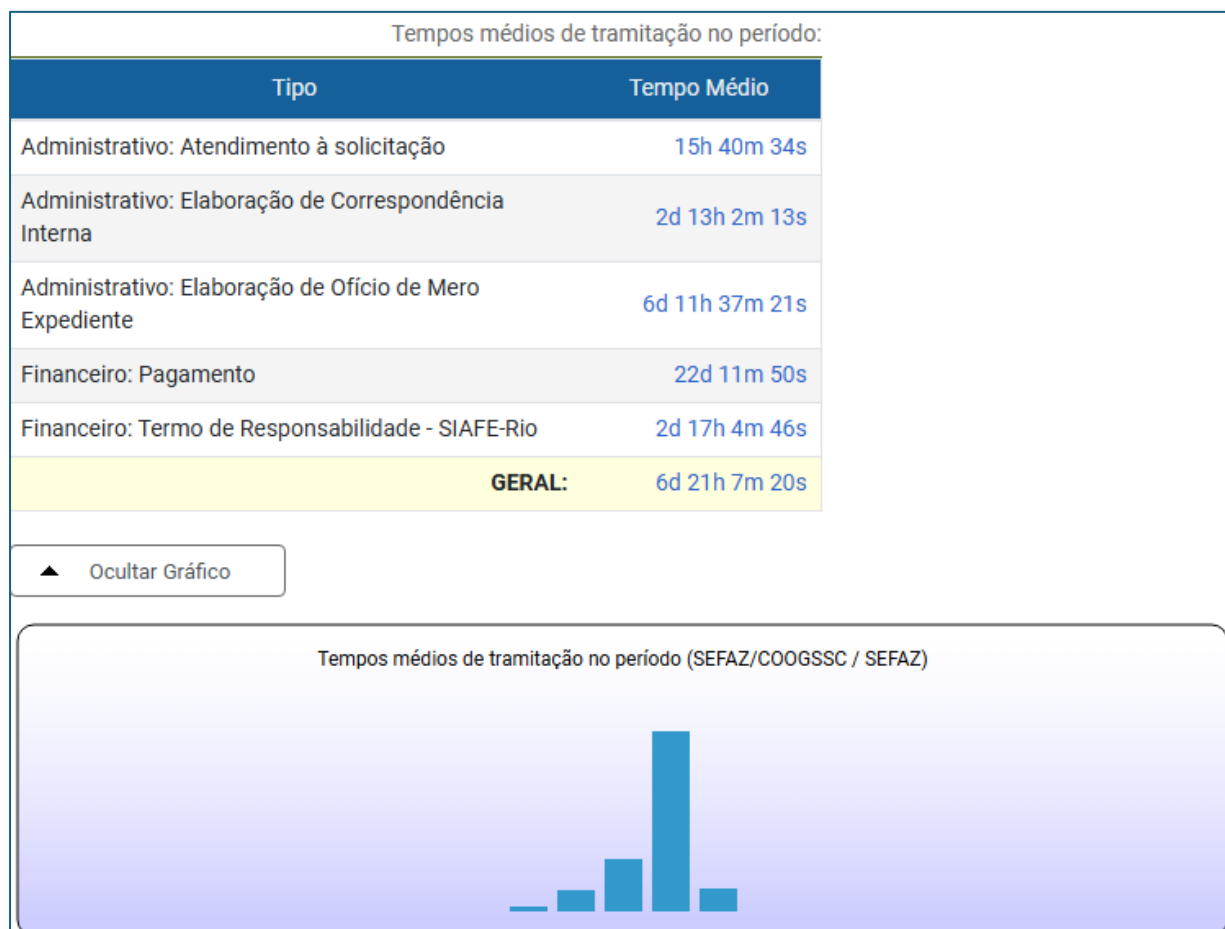 Tempos médios de tramitação no período:
Tipo Tempo Médio
Administrativo: Atendimento à solicitação 15h 40m 34s
Administrativo: Elaboração de Correspondência
Interna 2d 13h 2m 13s
Administrativo: Elaboração de Ofício de Mero
Expediente 6d 11h 37m 21s
Financeiro: Pagamento 22d 11m 50s
Financeiro: Termo de Responsabilidade - SIAFE-Rio 2d 17h 4m 46s
GERAL: 6d 21h 7m 20s
Ocultar Gráfico
Tempos médios de tramitação no período (SEFAZ/COOGSSC / SEFAZ)